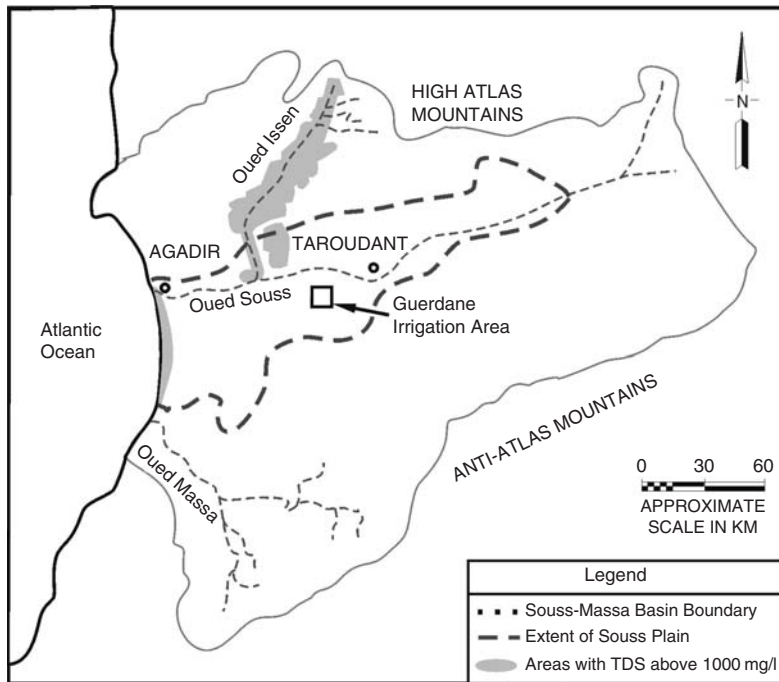 HIGH ATLAS
MOUNTAINS
N
Oued Issen
AGADIR
TAROUDANT
Oued Souss
Guerdane
Irrigation Area
Atlantic
Ocean
ANTI-ATLAS MOUNTAINS
Oued Massa
0 30 60
APPROXIMATE
SCALE IN KM
Legend
Souss-Massa Basin Boundary
Extent of Souss Plain
Areas with TDS above 1000 mg/l